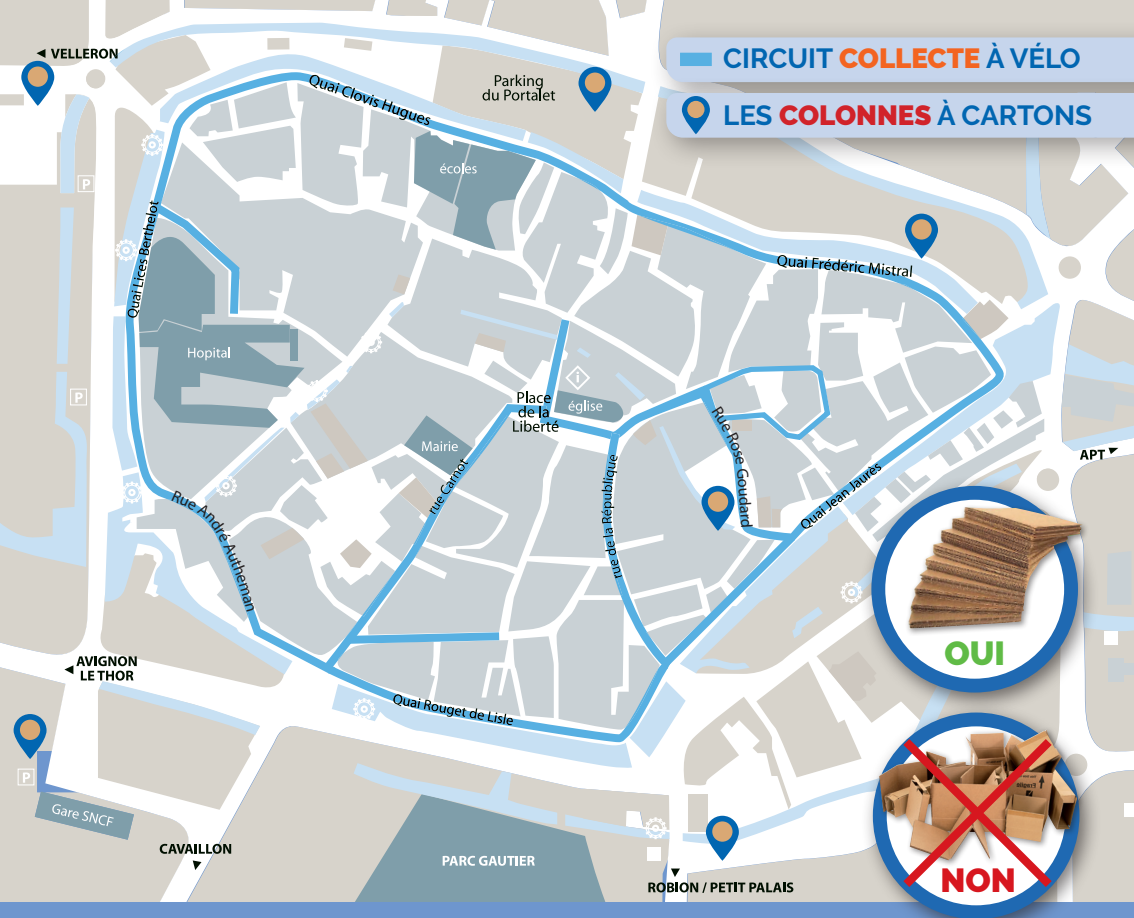 ◄ VELLERON
CIRCUIT COLLECTE À VÉLO
LES COLONNES À CARTONS
Parking
du Portalet
Quai Clovis Hugues
écoles
P
Quai Lices Berthelot
Quai Frédéric Mistral
Hopital
i
P
Place
de la
Liberté
église
Rue Rose Goudard
Mairie
rue Carnot
rue de la République
Quai Jean Jaurès
APT
Rue André Autheman
OUI
AVIGNON
LE THOR
Quai Rouget de Lisle
P
Gare SNCF
CAVAILLON
PARC GAUTIER
ROBION / PETIT PALAIS
NON